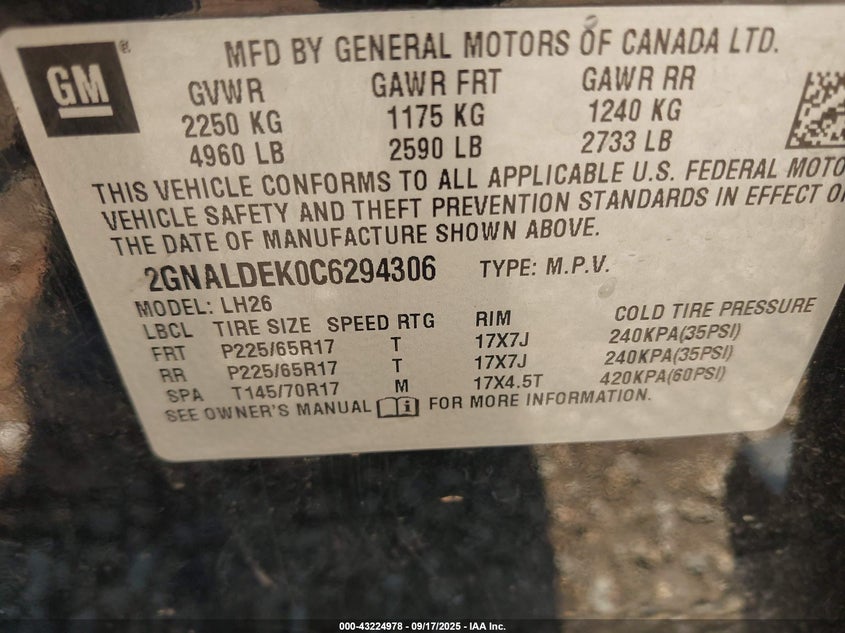 GM ®
MFD BY GENERAL MOTORS OF CANADA LTD.
GVWR GAWR FRT GAWR RR
2250 KG 1175 KG 1240 KG
4960 LB 2590 LB 2733 LB
THIS VEHICLE CONFORMS TO ALL APPLICABLE U.S. FEDERAL MOTO
VEHICLE SAFETY AND THEFT PREVENTION STANDARDS IN EFFECT O
THE DATE OF MANUFACTURE SHOWN ABOVE.
2GNALDEK0C6294306 TYPE: M.P.V.
MODEL: LH26
LBCL TIRE SIZE SPEED RTG RIM COLD TIRE PRESSURE
FRT P225/65R17 T 17X7J 240KPA(35PSI)
RR P225/65R17 T 17X7J 240KPA(35PSI)
SPA T145/70R17 M 17X4.5T 420KPA(60PSI)
SEE OWNER'S MANUAL FOR MORE INFORMATION.
000-43224978 - 09/17/2025 - IAA Inc.